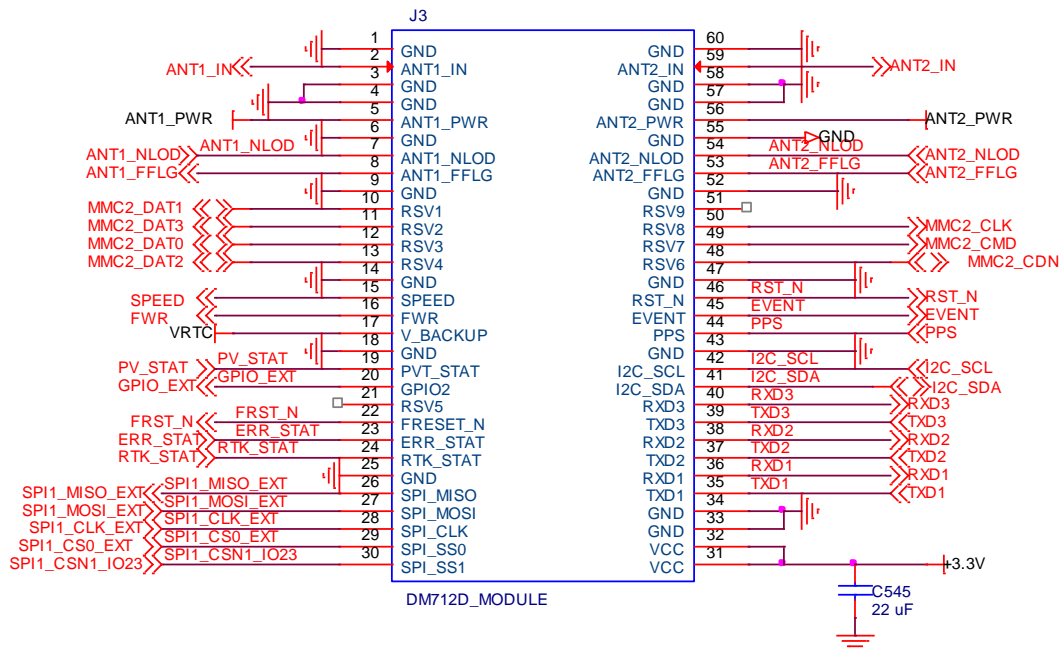 J3
1 GND GND 60
ANT1_IN 2 ANT1_IN ANT2_IN 59 ANT2_IN
3 GND GND 58
4 GND GND 57
ANT1_PWR 5 ANT1_PWR ANT2_PWR 56 ANT2_PWR
6 GND GND 55 GND
ANT1_NLOD ANT1_NLOD 7 ANT1_NLOD ANT2_NLOD 54 ANT2_NLOD ANT2_NLOD
ANT1_FFLG 8 ANT1_FFLG ANT2_FFLG 53 ANT2_FFLG ANT2_FFLG
9 GND GND 52
MMC2_DAT1 10 RSV1 RSV9 51
MMC2_DAT3 11 RSV2 RSV8 50 MMC2_CLK
MMC2_DAT0 12 RSV3 RSV7 49 MMC2_CMD
MMC2_DAT2 13 RSV4 RSV6 48 MMC2_CDN
14 GND GND 47
SPEED 15 SPEED RST_N 46 RST_N RST_N
FWR 16 FWR EVENT 45 EVENT EVENT
VRTC 17 V_BACKUP PPS 44 PPS PPS
18 GND GND 43
PV_STAT PV_STAT 19 PVT_STAT I2C_SCL 42 I2C_SCL I2C_SCL
GPIO_EXT GPIO_EXT 20 GPIO2 I2C_SDA 41 I2C_SDA I2C_SDA
21 RSV5 RXD3 40 RXD3 RXD3
FRST_N FRST_N 22 FRESET_N TXD3 39 TXD3 TXD3
ERR_STAT ERR_STAT 23 ERR_STAT RXD2 38 RXD2 RXD2
RTK_STAT RTK_STAT 24 RTK_STAT TXD2 37 TXD2 TXD2
25 GND RXD1 36 RXD1 RXD1
SPI1_MISO_EXT SPI1_MISO_EXT 26 SPI_MISO TXD1 35 TXD1 TXD1
SPI1_MOSI_EXT SPI1_MOSI_EXT 27 SPI_MOSI GND 34
SPI1_CLK_EXT SPI1_CLK_EXT 28 SPI_CLK GND 33
SPI1_CS0_EXT SPI1_CS0_EXT 29 SPI_SS0 VCC 32
SPI1_CSN1_IO23 SPI1_CSN1_IO23 30 SPI_SS1 VCC 31 +3.3V
C545
22 uF
DM712D_MODULE